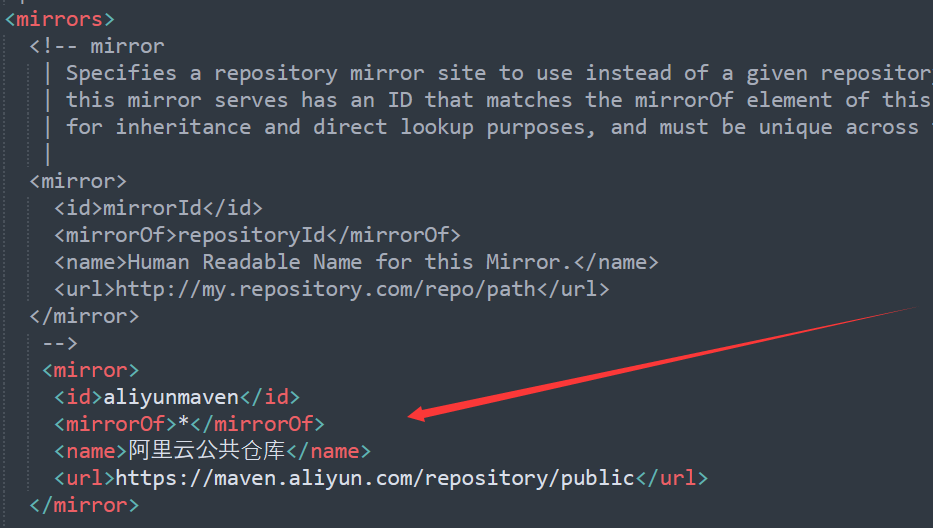 <mirrors>
<!-- mirror
| Specifies a repository mirror site to use instead of a given repository
| this mirror serves has an ID that matches the mirrorOf element of this
| for inheritance and direct lookup purposes, and must be unique across
|
<mirror>
<id>mirrorId</id>
<mirrorOf>repositoryId</mirrorOf>
<name>Human Readable Name for this Mirror.</name>
<url>http://my.repository.com/repo/path</url>
</mirror>
-->
<mirror>
<id>aliyunmaven</id>
<mirrorOf>*</mirrorOf>
<name>阿里云公共仓库</name>
<url>https://maven.aliyun.com/repository/public</url>
</mirror>